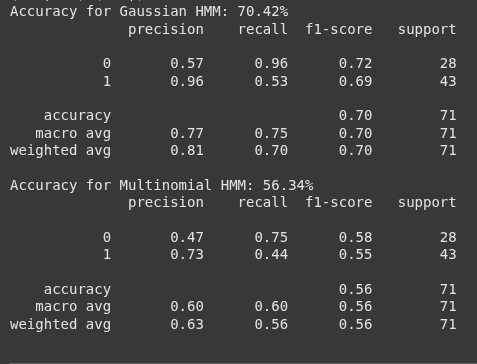 Accuracy for Gaussian HMM: 70.42%
              precision    recall  f1-score   support

           0       0.57      0.96      0.72        28
           1       0.96      0.53      0.69        43

    accuracy                           0.70        71
   macro avg       0.77      0.75      0.70        71
weighted avg       0.81      0.70      0.70        71

Accuracy for Multinomial HMM: 56.34%
              precision    recall  f1-score   support

           0       0.47      0.75      0.58        28
           1       0.73      0.44      0.55        43

    accuracy                           0.56        71
   macro avg       0.60      0.60      0.56        71
weighted avg       0.63      0.56      0.56        71